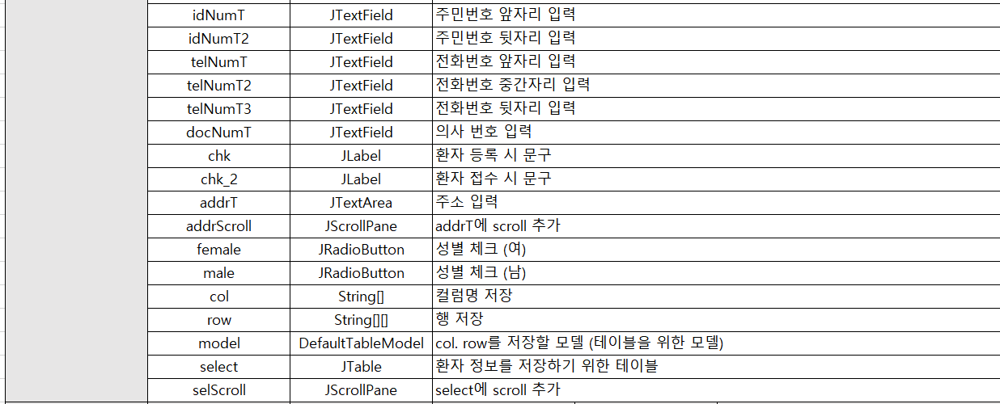 idNumT JTextField 주민번호 앞자리 입력
idNumT2 JTextField 주민번호 뒷자리 입력
telNumT JTextField 전화번호 앞자리 입력
telNumT2 JTextField 전화번호 중간자리 입력
telNumT3 JTextField 전화번호 뒷자리 입력
docNumT JTextField 의사 번호 입력
chk JLabel 환자 등록 시 문구
chk_2 JLabel 환자 접수 시 문구
addrT JTextArea 주소 입력
addrScroll JScrollPane addrT에 scroll 추가
female JRadioButton 성별 체크 (여)
male JRadioButton 성별 체크 (남)
col String[] 컬럼명 저장
row String[][] 행 저장
model DefaultTableModel col. row를 저장할 모델 (테이블을 위한 모델)
select JTable 환자 정보를 저장하기 위한 테이블
selScroll JScrollPane select에 scroll 추가